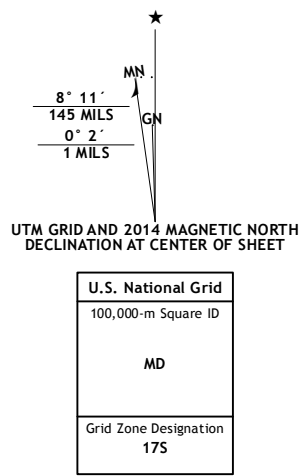 ★
MN
8° 11´
145 MILS
GN
0° 2´
1 MILS
UTM GRID AND 2014 MAGNETIC NORTH
DECLINATION AT CENTER OF SHEET
U.S. National Grid
100,000-m Square ID
MD
Grid Zone Designation
17S